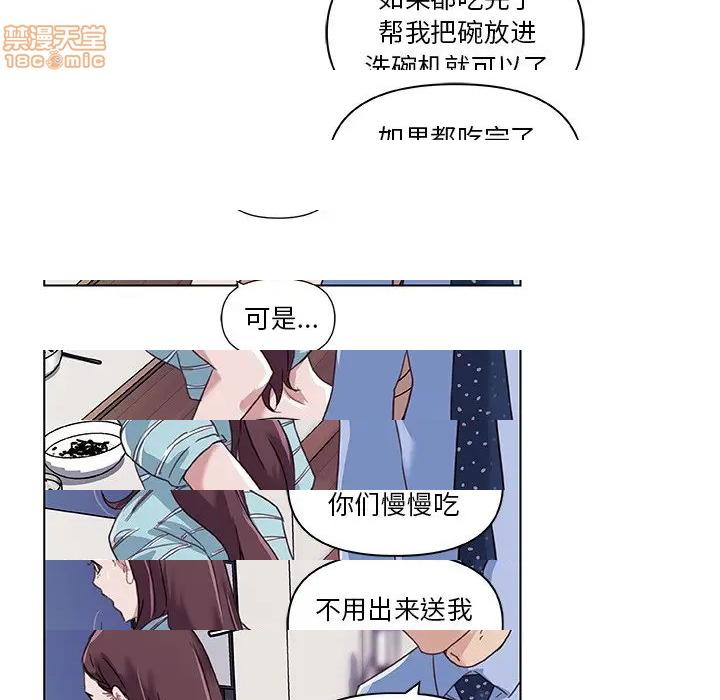 禁漫天堂
18comic
如果都吃完了
帮我把碗放进
洗碗机就可以了
如果都吃完了
可是...
你们慢慢吃
不用出来送我